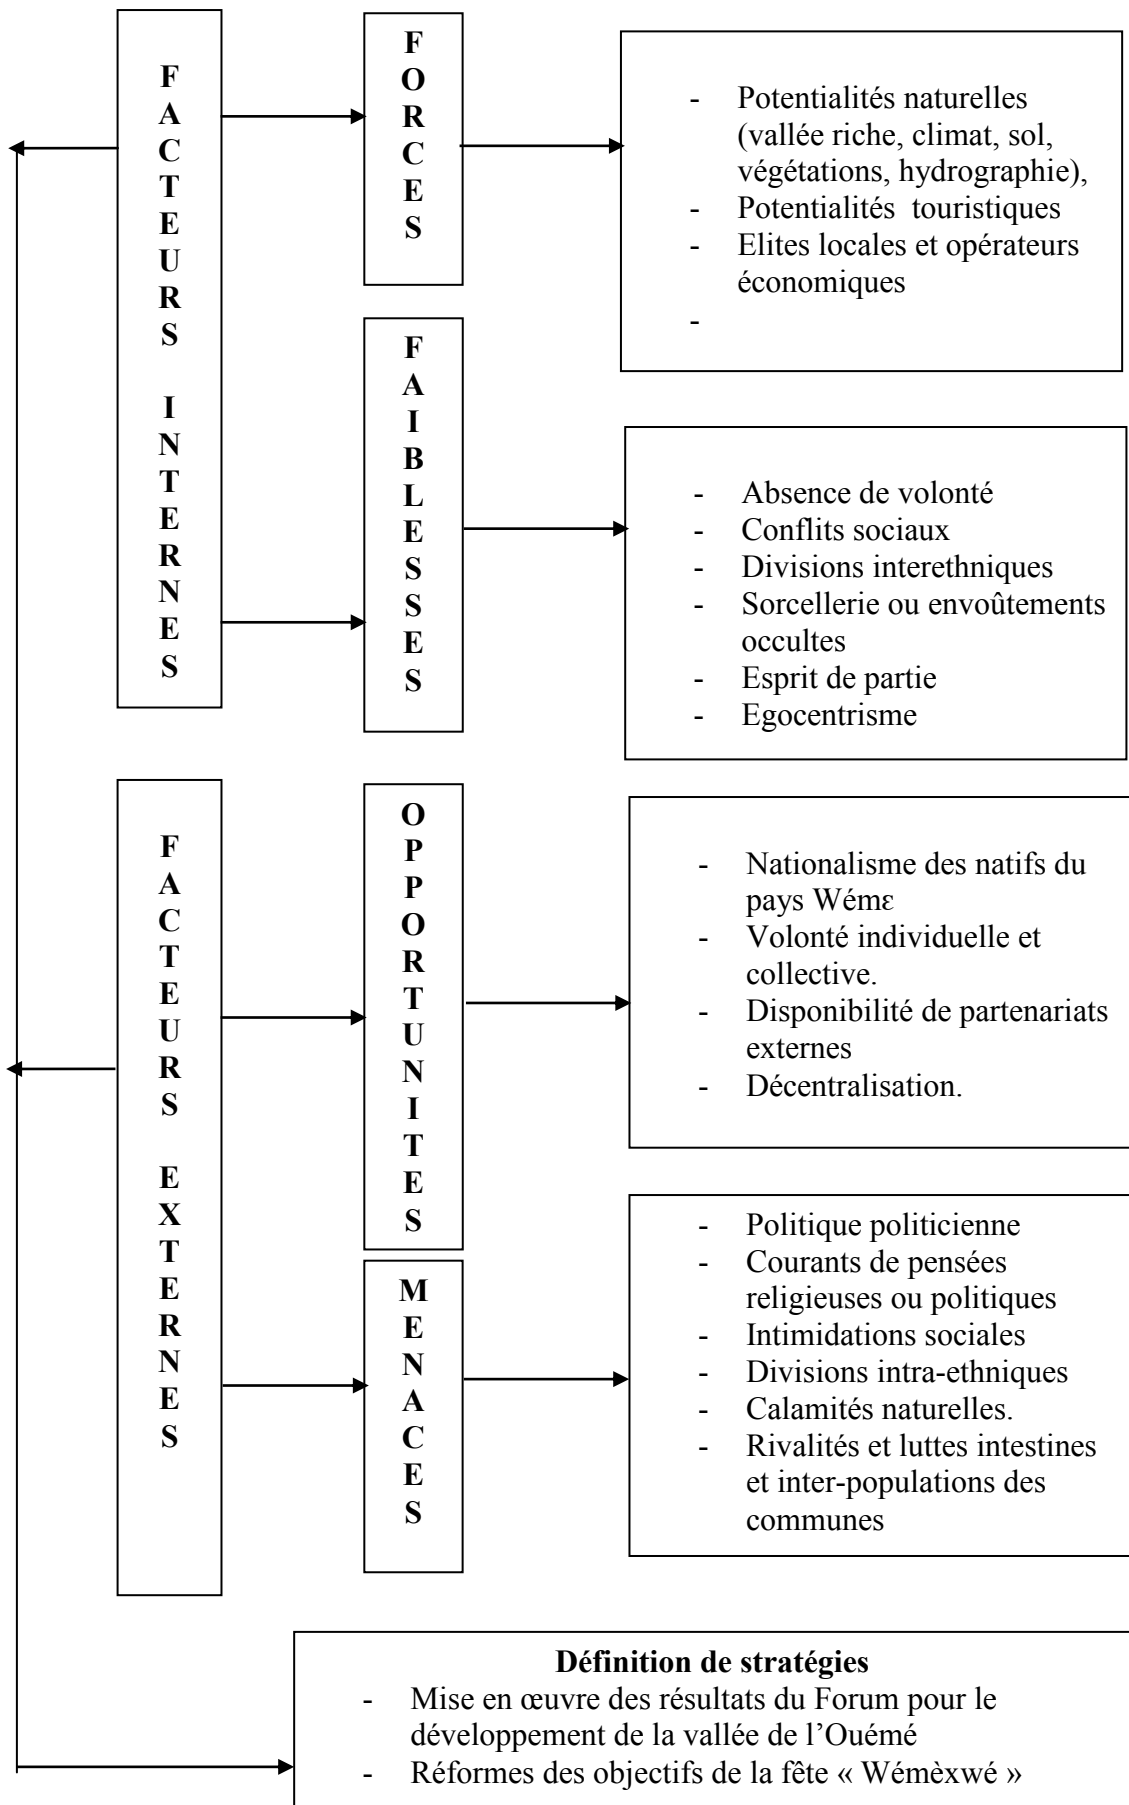 FACTEURS INTERNES
FORCES
- Potentialités naturelles
(vallée riche, climat, sol,
végétations, hydrographie),
- Potentialités touristiques
- Elites locales et opérateurs
économiques
-
FAIBLESSES
- Absence de volonté
- Conflits sociaux
- Divisions interethniques
- Sorcellerie ou envoûtements
occultes
- Esprit de partie
- Egocentrisme
FACTEURS EXTERNES
OPPORTUNITES
- Nationalisme des natifs du
pays Wémɛ
- Volonté individuelle et
collective.
- Disponibilité de partenariats
externes
- Décentralisation.
MENACES
- Politique politicienne
- Courants de pensées
religieuses ou politiques
- Intimidations sociales
- Divisions intra-ethniques
- Calamités naturelles.
- Rivalités et luttes intestines
et inter-populations des
communes
Définition de stratégies
- Mise en œuvre des résultats du Forum pour le
développement de la vallée de l’Ouémé
- Réformes des objectifs de la fête « Wémèxwé »